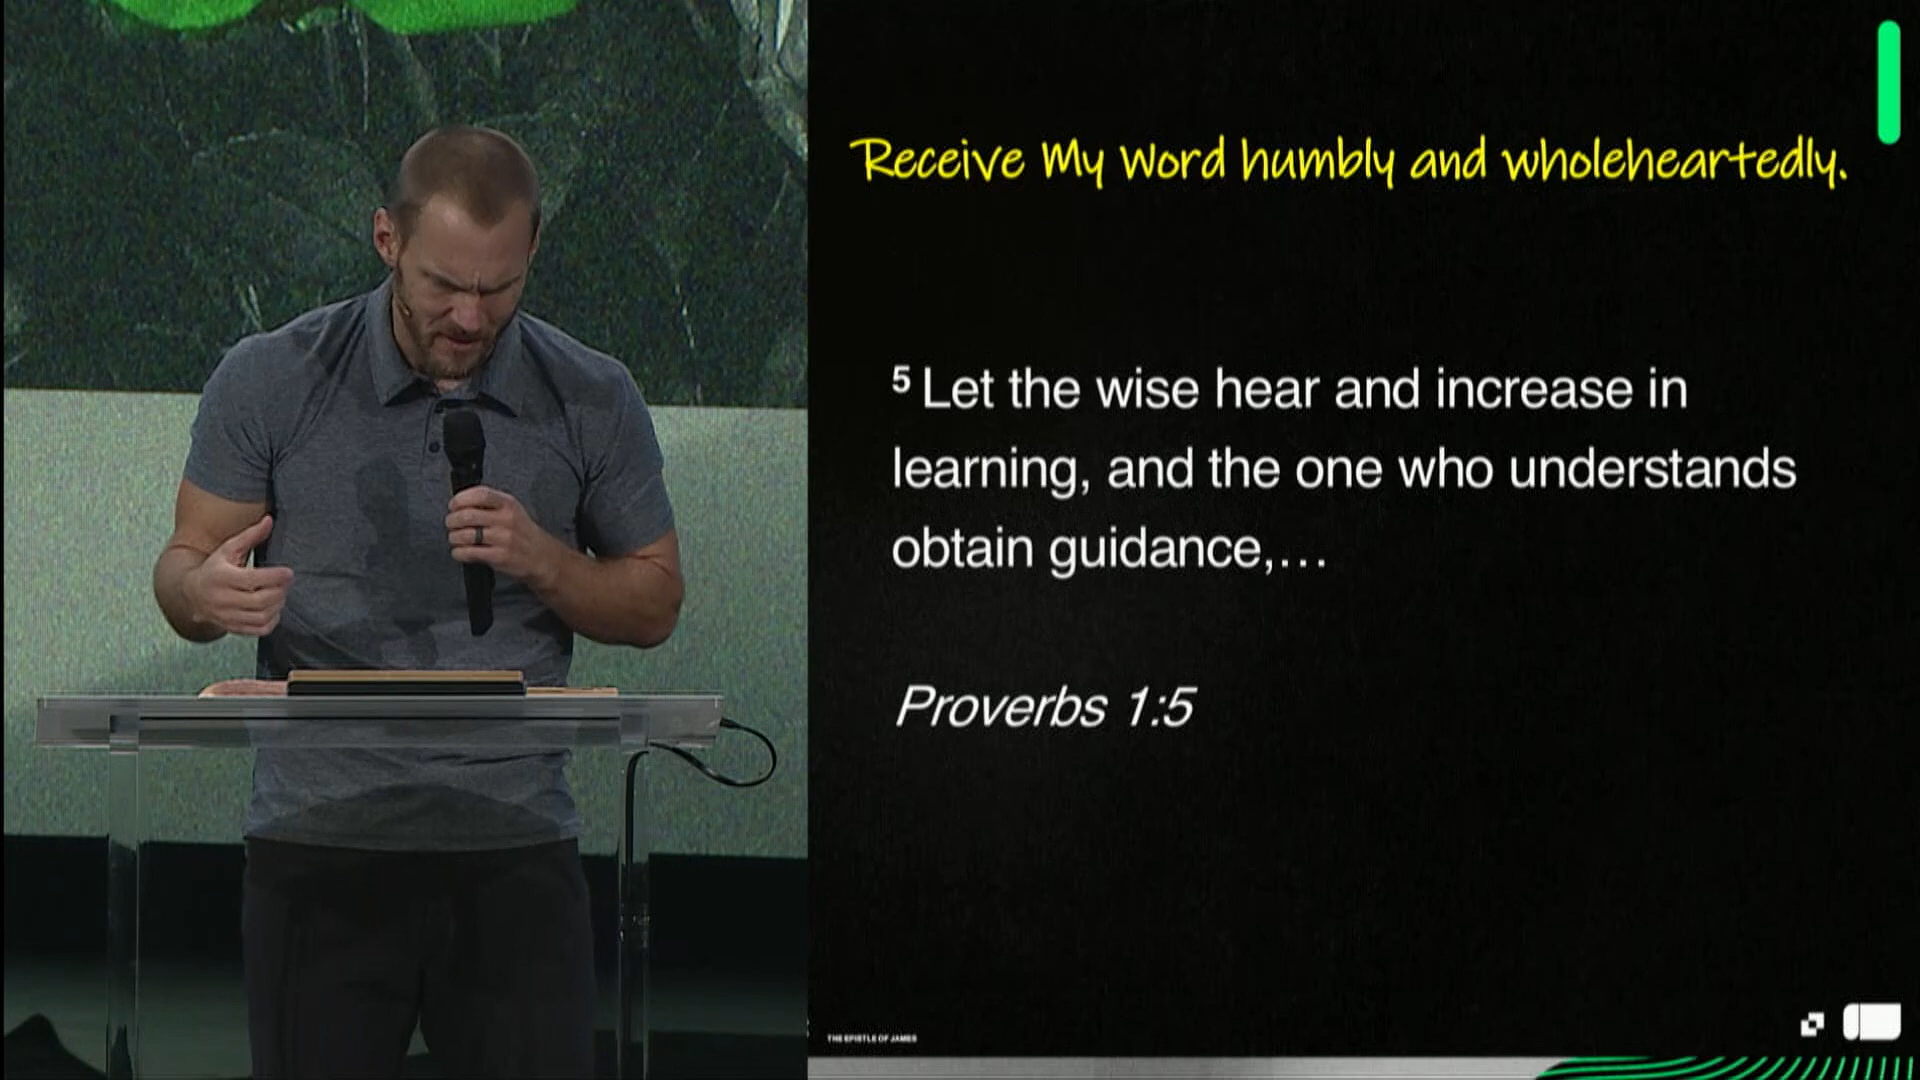 Receive My Word humbly and wholeheartedly.
5 Let the wise hear and increase in
learning, and the one who understands
obtain guidance,...
Proverbs 1:5
THE EPISTLE OF JAMES